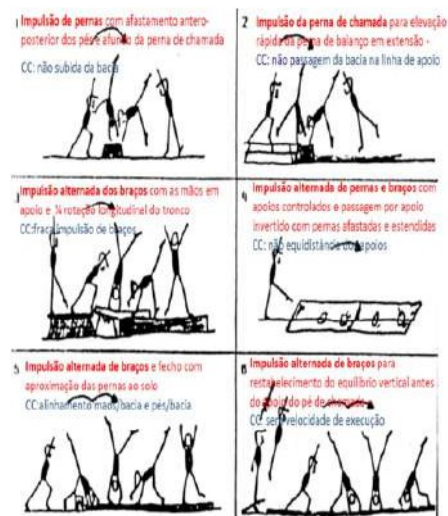 1 Impulsão de pernas com afastamento antero-
posterior dos pés e afundo da perna de chamada
CC: não subida da bacia
2 Impulsão da perna de chamada para elevação
rápida da perna de balanço em extensão -
CC: não passagem da bacia na linha de apoio
3 Impulsão alternada dos braços com as mãos em
apoio e ¼ rotação longitudinal do tronco
CC:fraca impulsão de braços
4 Impulsão alternada de pernas e braços com
apoios controlados e passagem por apoio
invertido com pernas afastadas e estendidas
CC: não equidistância de apoios
5 Impulsão alternada de braços e fecho com
aproximação das pernas ao solo
CC:alinhamento mãos/bacia e pés/bacia
6 Impulsão alternada de braços para
restabelecimento do equilíbrio vertical antes
do apoio do pé de chamada
CC: sem velocidade de execução